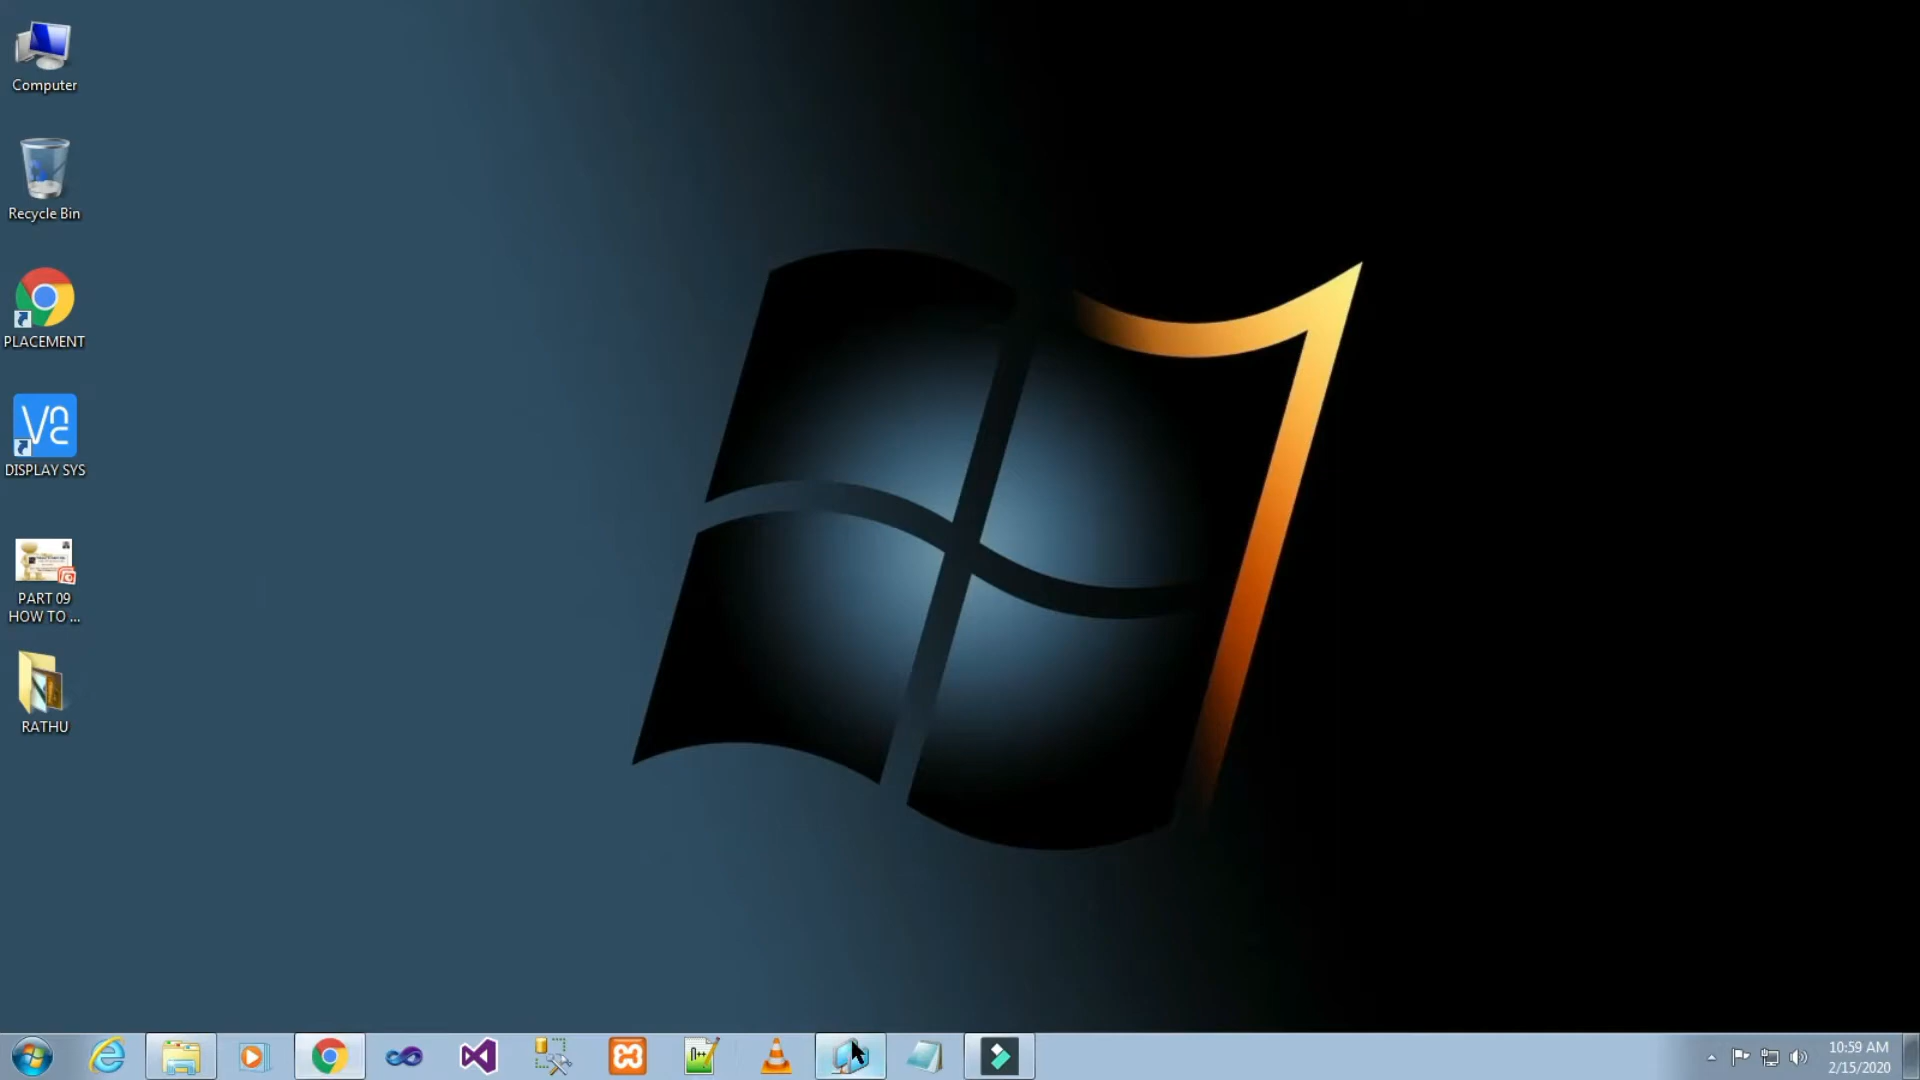 Computer
Recycle Bin
PLACEMENT
DISPLAY SYS
PART 09
HOW TO ...
RATHU
10:59 AM
2/15/2020